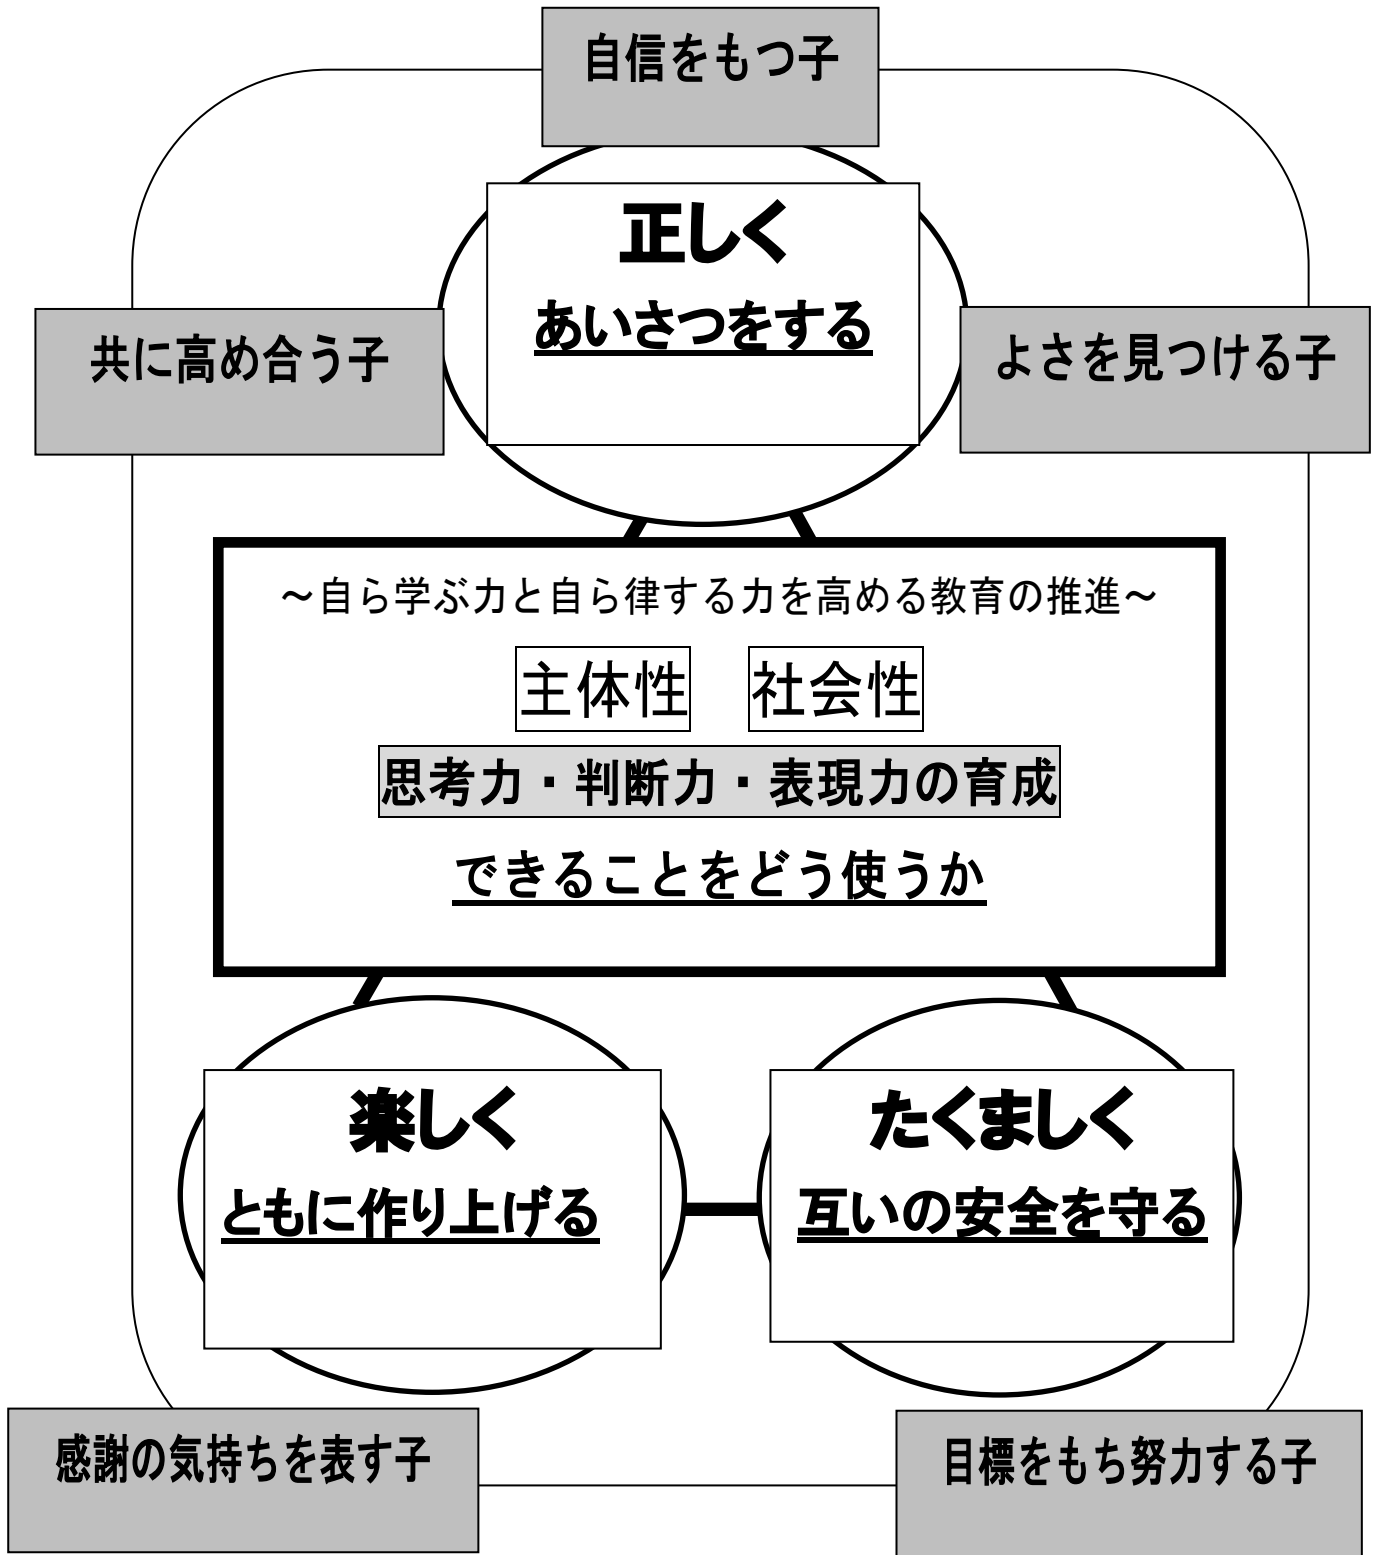 自信をもつ子
正しく
あいさつをする
共に高め合う子
よさを見つける子
～自ら学ぶ力と自ら律する力を高める教育の推進～
主体性 社会性
思考力・判断力・表現力の育成
できることをどう使うか
楽しく
ともに作り上げる
たくましく
互いの安全を守る
感謝の気持ちを表す子
目標をもち努力する子